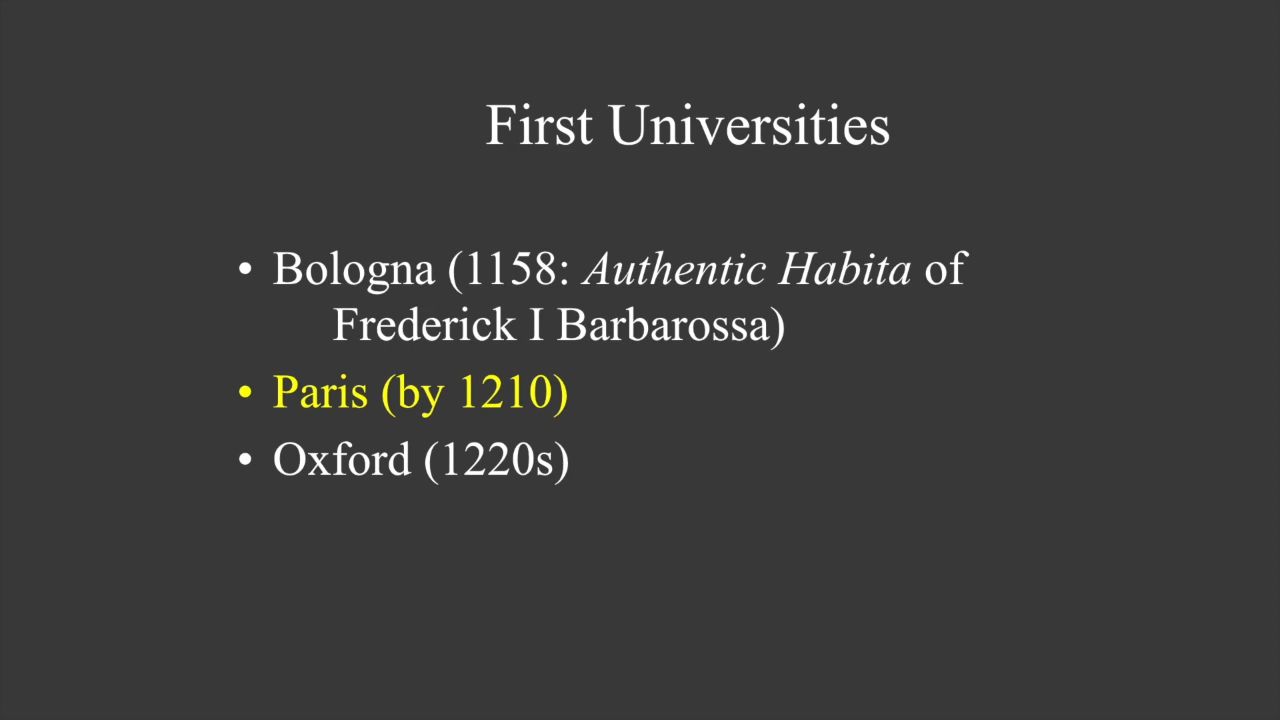 First Universities
• Bologna (1158: Authentic Habita of
Frederick I Barbarossa)
• Paris (by 1210)
• Oxford (1220s)